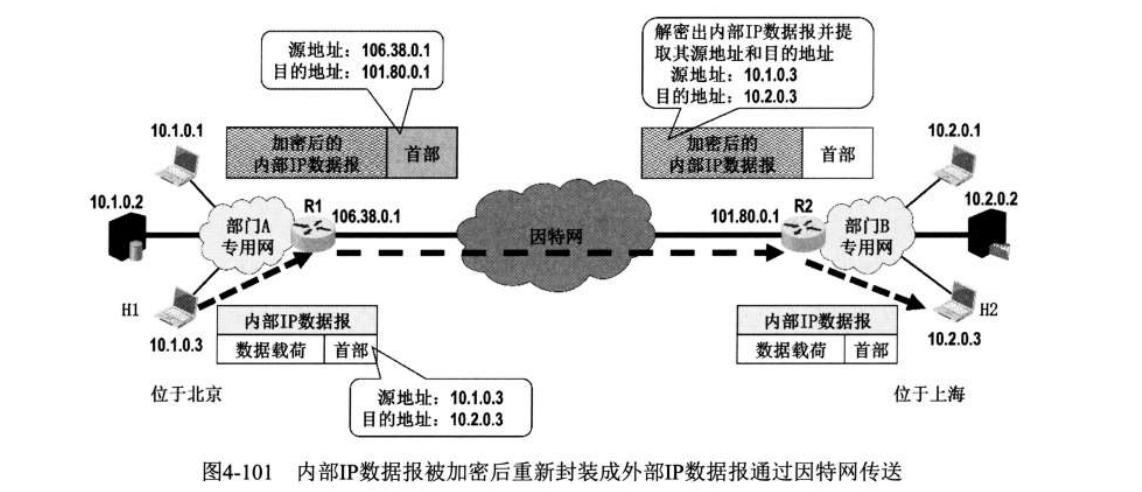 源地址：106.38.0.1
目的地址：101.80.0.1
解密出内部IP数据报并提
取其源地址和目的地址
源地址：10.1.0.3
目的地址：10.2.0.3
10.1.0.1
加密后的
内部IP数据报
首部
加密后的
内部IP数据报
首部
10.2.0.1
10.1.0.2
部门A
专用网
R1
106.38.0.1
因特网
101.80.0.1
R2
部门B
专用网
10.2.0.2
H1
10.1.0.3
内部IP数据报
数据载荷
首部
内部IP数据报
数据载荷
首部
H2
10.2.0.3
位于北京
源地址：10.1.0.3
目的地址：10.2.0.3
位于上海
图4-101 内部IP数据报被加密后重新封装成外部IP数据报通过因特网传送